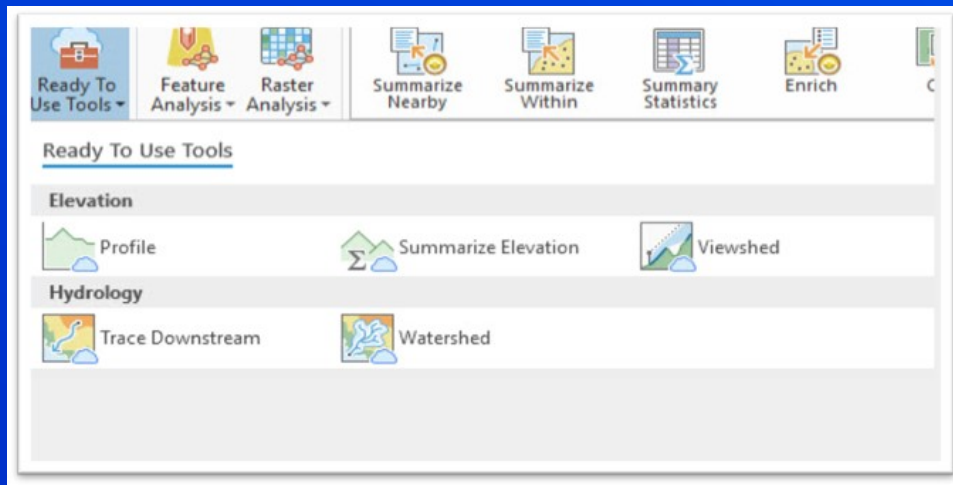 Ready To
Use Tools
Feature
Analysis
Raster
Analysis
Summarize
Nearby
Summarize
Within
Summary
Statistics
Enrich
Ready To Use Tools
Elevation
Profile
Summarize Elevation
Viewshed
Hydrology
Trace Downstream
Watershed